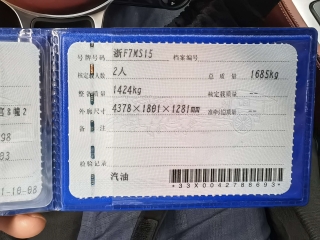 号牌号码 浙F7MS15 档案编号
核定载人数 2人 总质量 1685kg
整备质量 1424kg 核定载质量 --
外廓尺寸 4378×1801×1281mm 准牵引总质量 --
备注
检验记录
汽油
*33X0042786693*